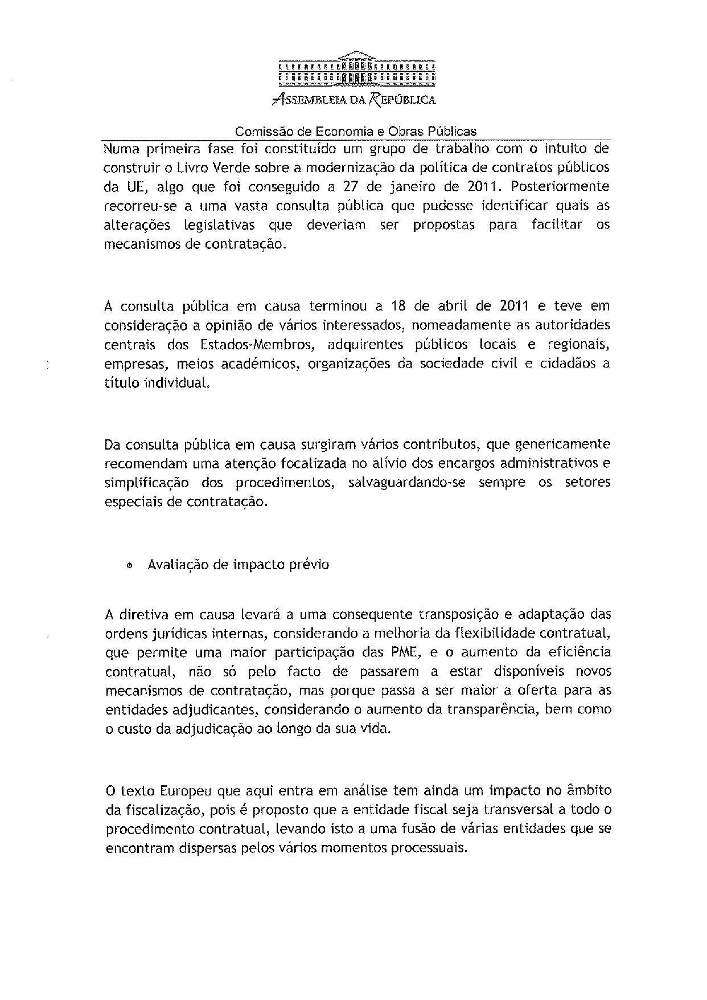 ASSEMBLEIA DA REPÚBLICA
Comissão de Economia e Obras Públicas
Numa primeira fase foi constituído um grupo de trabalho com o intuito de
construir o Livro Verde sobre a modernização da política de contratos públicos
da UE, algo que foi conseguido a 27 de janeiro de 2011. Posteriormente
recorreu-se a uma vasta consulta pública que pudesse identificar quais as
alterações legislativas que deveriam ser propostas para facilitar os
mecanismos de contratação.
A consulta pública em causa terminou a 18 de abril de 2011 e teve em
consideração a opinião de vários interessados, nomeadamente as autoridades
centrais dos Estados-Membros, adquirentes públicos locais e regionais,
empresas, meios académicos, organizações da sociedade civil e cidadãos a
título individual.
Da consulta pública em causa surgiram vários contributos, que genericamente
recomendam uma atenção focalizada no alívio dos encargos administrativos e
simplificação dos procedimentos, salvaguardando-se sempre os setores
especiais de contratação.
• Avaliação de impacto prévio
A diretiva em causa levará a uma consequente transposição e adaptação das
ordens jurídicas internas, considerando a melhoria da flexibilidade contratual,
que permite uma maior participação das PME, e o aumento da eficiência
contratual, não só pelo facto de passarem a estar disponíveis novos
mecanismos de contratação, mas porque passa a ser maior a oferta para as
entidades adjudicantes, considerando o aumento da transparência, bem como
o custo da adjudicação ao longo da sua vida.
O texto Europeu que aqui entra em análise tem ainda um impacto no âmbito
da fiscalização, pois é proposto que a entidade fiscal seja transversal a todo o
procedimento contratual, levando isto a uma fusão de várias entidades que se
encontram dispersas pelos vários momentos processuais.